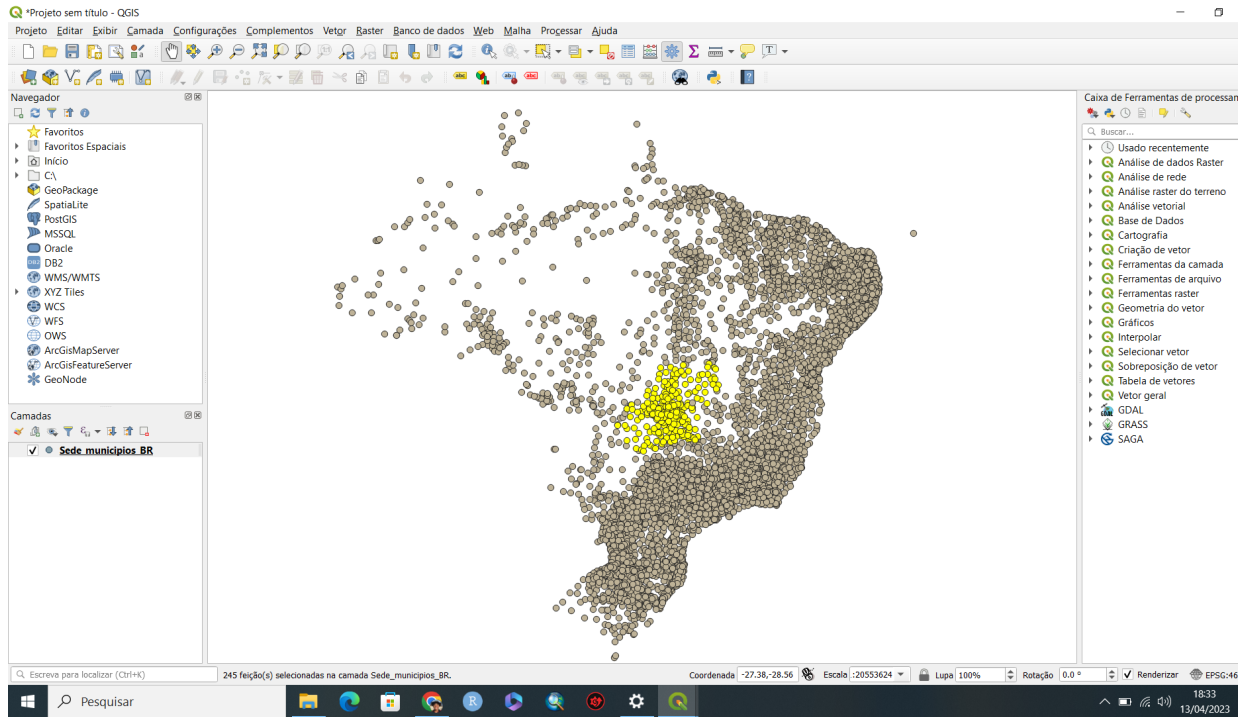 *Projeto sem título - QGIS
Projeto Editar Exibir Camada Configurações Complementos Vetor Raster Banco de dados Web Malha Processar Ajuda
Navegador
Favoritos
Favoritos Espaciais
Início
C:\
GeoPackage
SpatiaLite
PostGIS
MSSQL
Oracle
DB2
WMS/WMTS
XYZ Tiles
WCS
WFS
OWS
ArcGisMapServer
ArcGisFeatureServer
GeoNode
Camadas
Sede_municipios_BR
Caixa de Ferramentas de processan
Buscar...
Usado recentemente
Análise de dados Raster
Análise de rede
Análise raster do terreno
Análise vetorial
Base de Dados
Cartografia
Criação de vetor
Ferramentas da camada
Ferramentas de arquivo
Ferramentas raster
Geometria do vetor
Gráficos
Interpolar
Selecionar vetor
Sobreposição de vetor
Tabela de vetores
Vetor geral
GDAL
GRASS
SAGA
Escreva para localizar (Ctrl+K) 245 feição(s) selecionadas na camada Sede_municipios_BR. Coordenada -27.38,-28.56 Escala :20553624 Lupa 100% Rotação 0.0 ° Renderizar EPSG:46
Pesquisar
18:33
13/04/2023